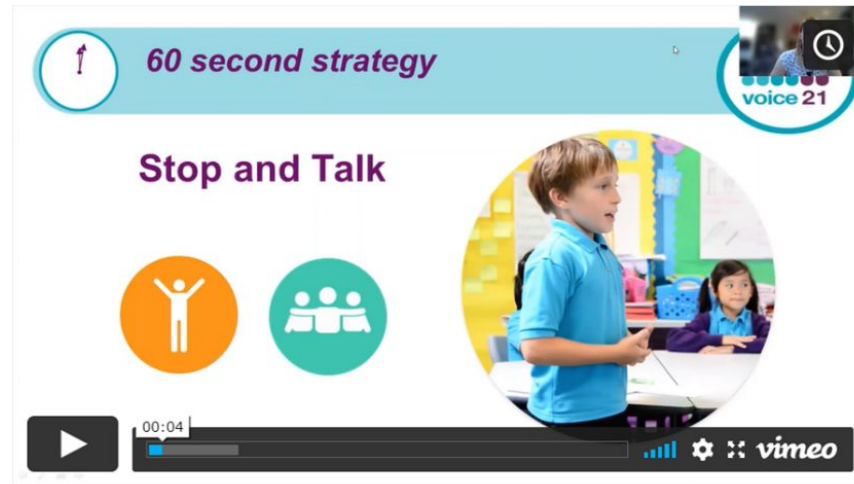 60 second strategy
voice 21
Stop and Talk
00:04
vimeo